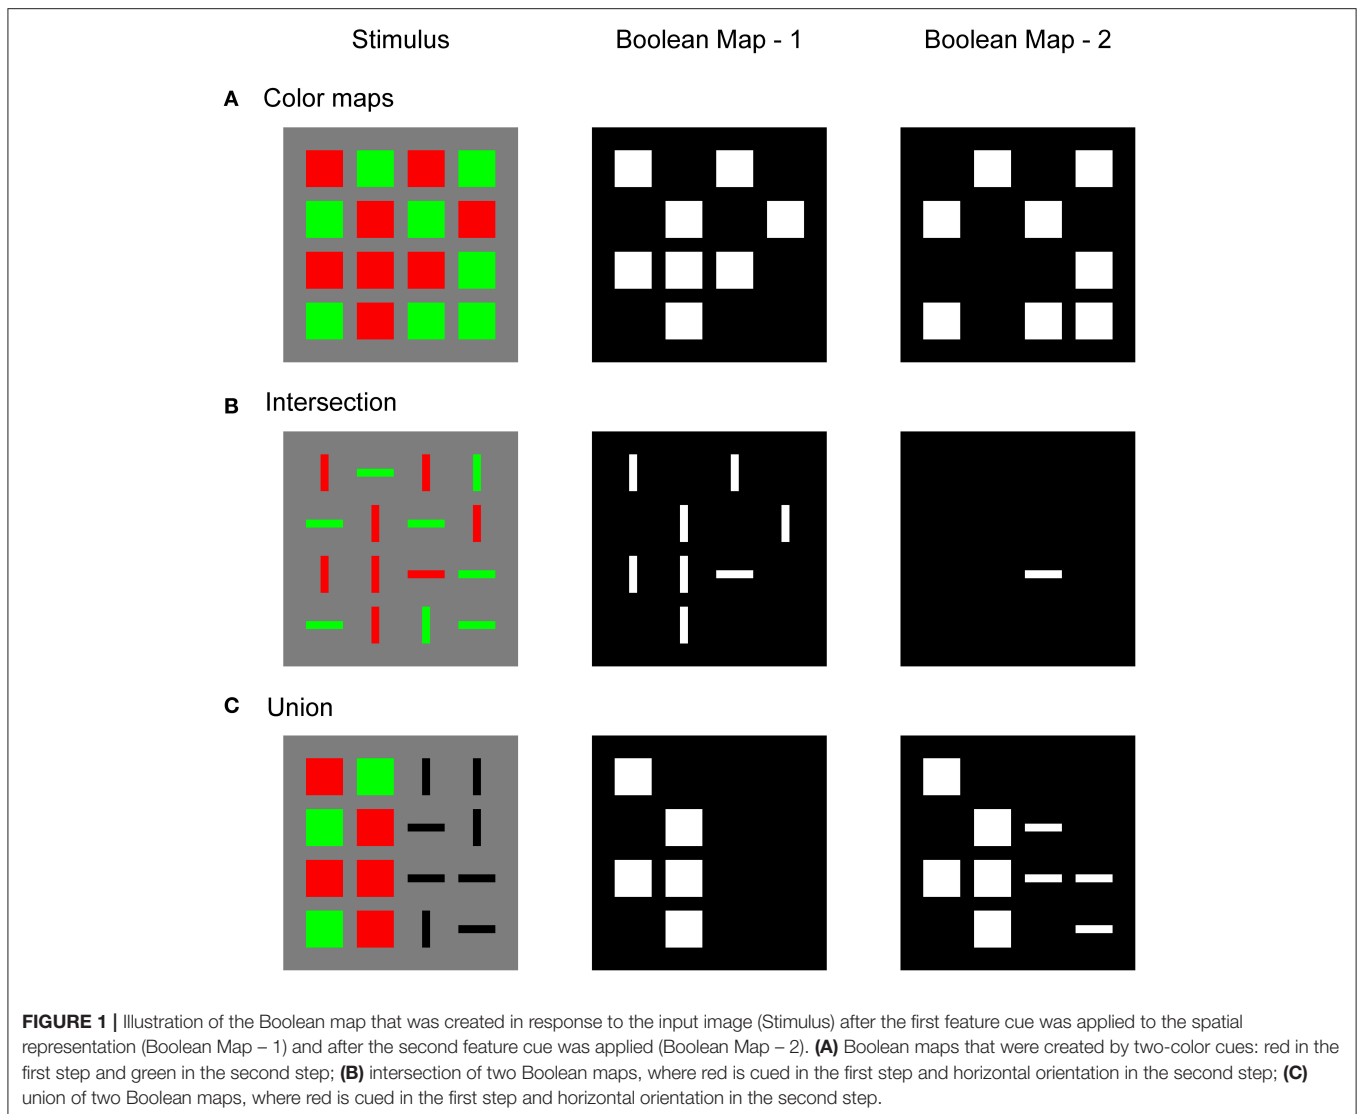 Stimulus Boolean Map - 1 Boolean Map - 2
A Color maps
B Intersection
C Union
FIGURE 1 | Illustration of the Boolean map that was created in response to the input image (Stimulus) after the first feature cue was applied to the spatial
representation (Boolean Map – 1) and after the second feature cue was applied (Boolean Map – 2). (A) Boolean maps that were created by two-color cues: red in the
first step and green in the second step; (B) intersection of two Boolean maps, where red is cued in the first step and horizontal orientation in the second step; (C)
union of two Boolean maps, where red is cued in the first step and horizontal orientation in the second step.